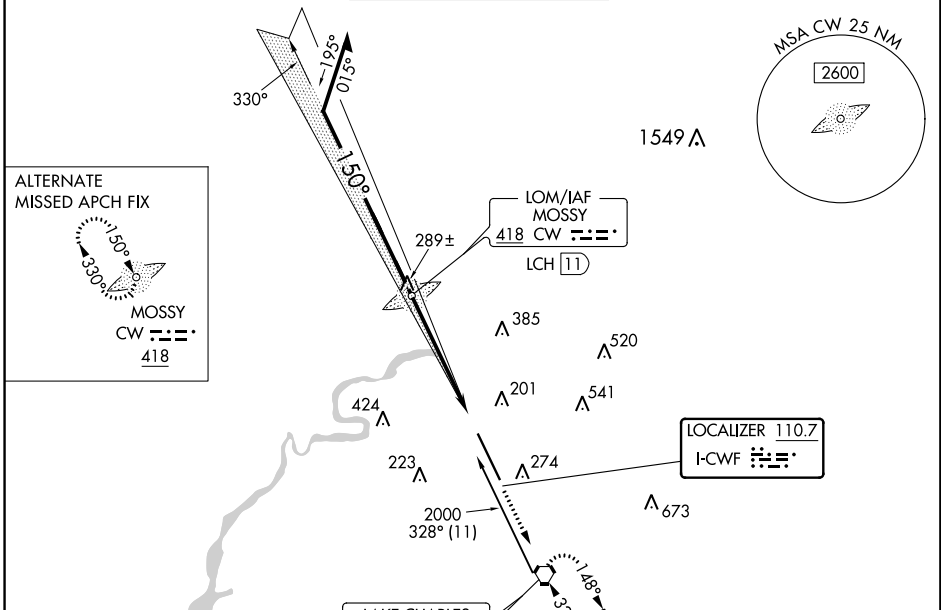 MSA CW 25 NM
2600
195°
015°
330°
1549
150°
ALTERNATE
MISSED APCH FIX
150°
330°
MOSSY
CW
418
LOM/IAF
MOSSY
418 CW
LCH 11
289±
385
520
201
541
424
LOCALIZER 110.7
I-CWF
223
274
673
2000
328° (11)
148°